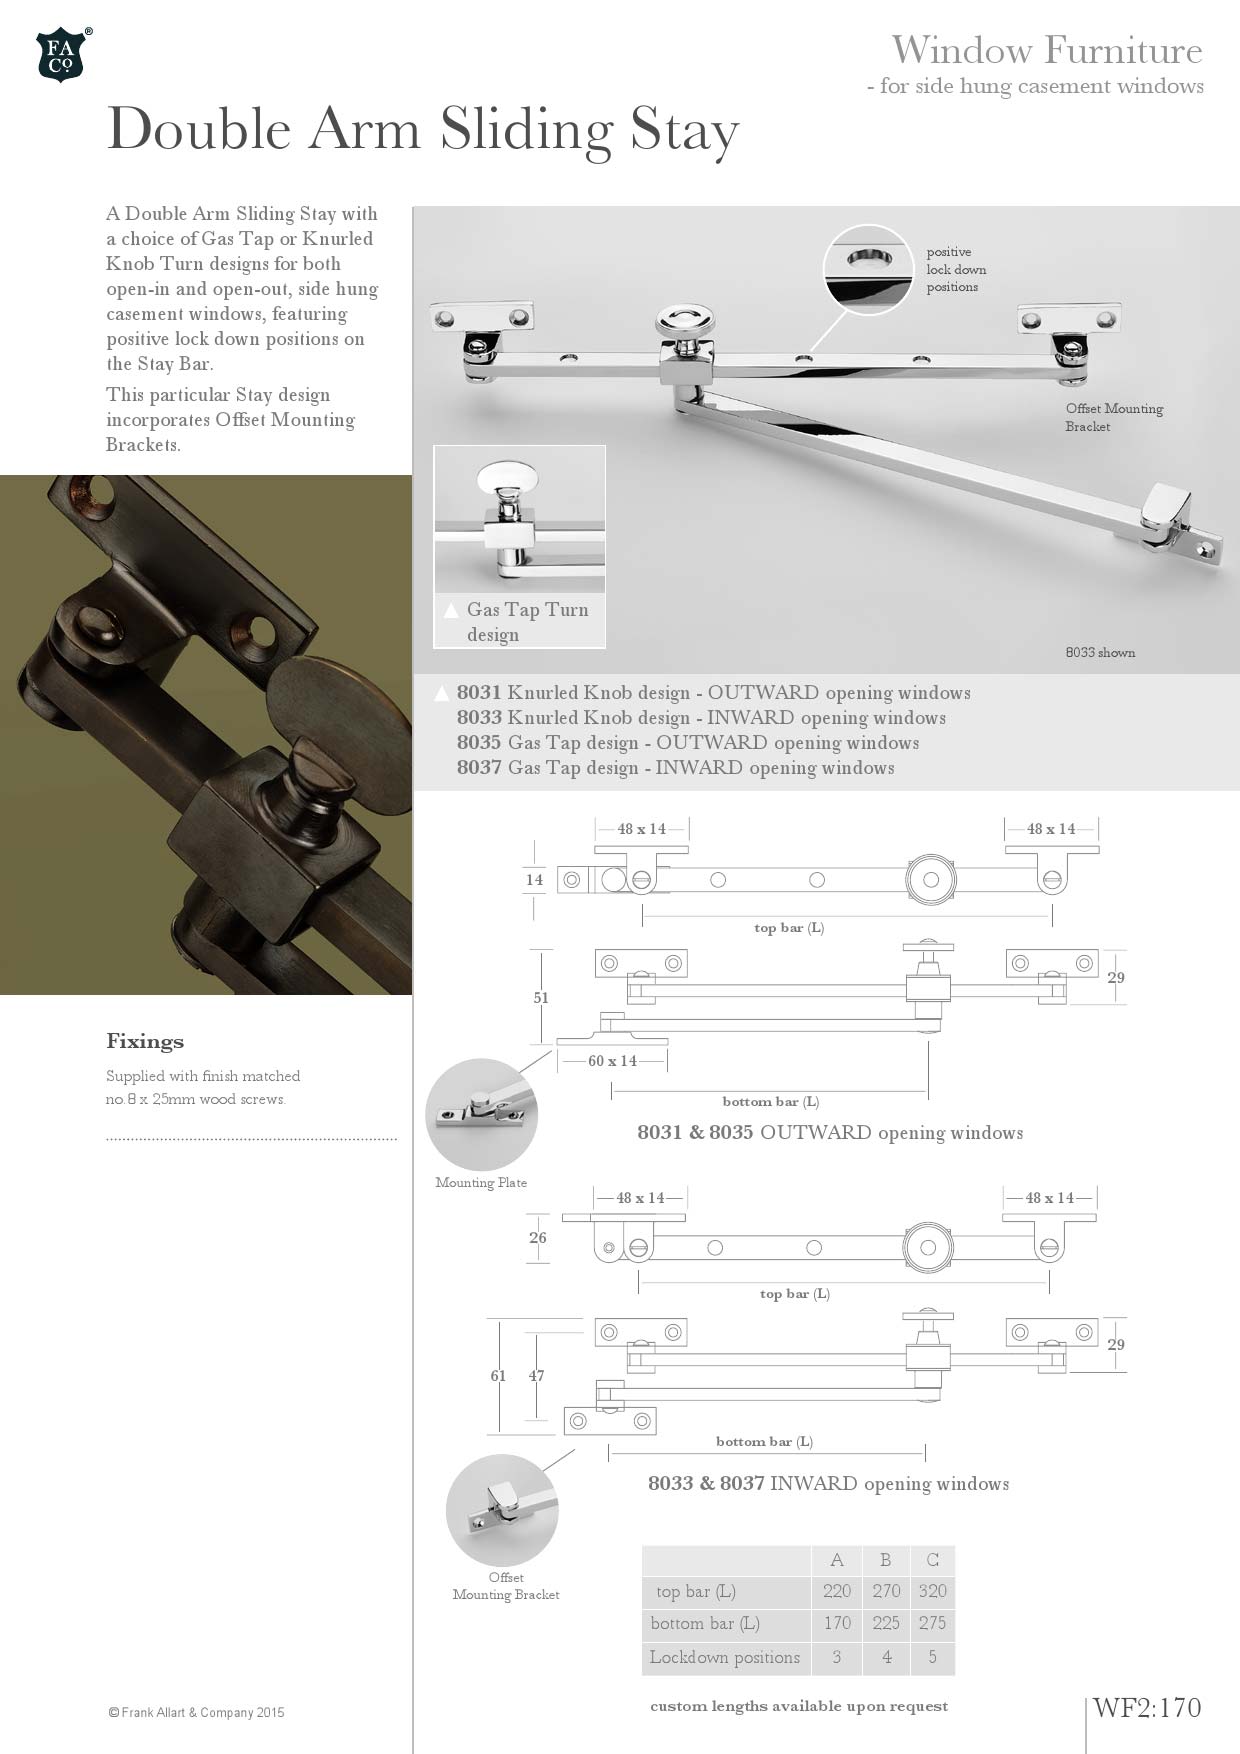 FA
Co.
®
Window Furniture
- for side hung casement windows
Double Arm Sliding Stay
A Double Arm Sliding Stay with
a choice of Gas Tap or Knurled
Knob Turn designs for both
open-in and open-out, side hung
casement windows, featuring
positive lock down positions on
the Stay Bar.
This particular Stay design
incorporates Offset Mounting
Brackets.
positive
lock down
positions
Offset Mounting
Bracket
Gas Tap Turn
design
8033 shown
8031 Knurled Knob design - OUTWARD opening windows
8033 Knurled Knob design - INWARD opening windows
8035 Gas Tap design - OUTWARD opening windows
8037 Gas Tap design - INWARD opening windows
Fixings
Supplied with finish matched
no.8 x 25mm wood screws.
48 x 14 48 x 14
14
top bar (L)
29
51
60 x 14
bottom bar (L)
8031 & 8035 OUTWARD opening windows
Mounting Plate
48 x 14 48 x 14
26
top bar (L)
29
61 47
bottom bar (L)
8033 & 8037 INWARD opening windows
Offset
Mounting Bracket
A B C
top bar (L) 220 270 320
bottom bar (L) 170 225 275
Lockdown positions 3 4 5
custom lengths available upon request
© Frank Allart & Company 2015
WF2:170